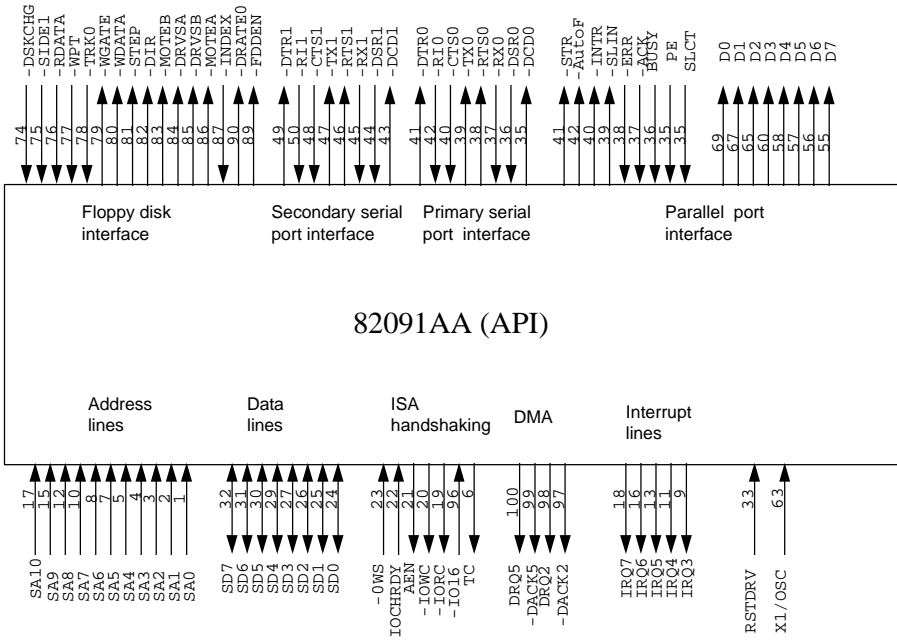 -DSKCHG
-SIDE1
-RDATA
-WPT
-TRK0
-WGATE
-WDATA
-STEP
-DIR
-MOTEB
-DRVSA
-DRVSB
-MOTEA
-INDEX
-DRATE0
-FDDEN
-DTR1
-RI1
-CTS1
-TX1
-RTS1
-RX1
-DSR1
-DCD1
-DTR0
-RI0
-CTS0
-TX0
-RTS0
-RX0
-DSR0
-DCD0
-STR
-AutoF
-INTR
-SLIN
-ERR
-ACK
BUSY
PE
SLCT
D0
D1
D2
D3
D4
D5
D6
D7
74
75
76
77
78
79
80
81
82
83
84
85
86
87
90
89
49
50
48
47
46
45
44
43
41
42
40
39
38
37
36
35
41
42
40
39
38
37
36
35
35
69
67
65
60
58
57
56
55
Floppy disk
interface
Secondary serial
port interface
Primary serial
port interface
Parallel port
interface
82091AA (API)
Address
lines
Data
lines
ISA
handshaking
DMA
Interrupt
lines
17
15
12
10
8
7
5
4
3
2
1
32
31
30
29
27
26
25
24
23
22
21
20
19
96
6
100
99
98
97
18
16
13
11
9
33
63
SA10
SA9
SA8
SA7
SA6
SA5
SA4
SA3
SA2
SA1
SA0
SD7
SD6
SD5
SD4
SD3
SD2
SD1
SD0
-0WS
IOCHRDY
AEN
-IOWC
-IORC
-IO16
TC
DRQ5
-DACK5
DRQ2
-DACK2
IRQ7
IRQ6
IRQ5
IRQ4
IRQ3
RSTDRV
X1/OSC